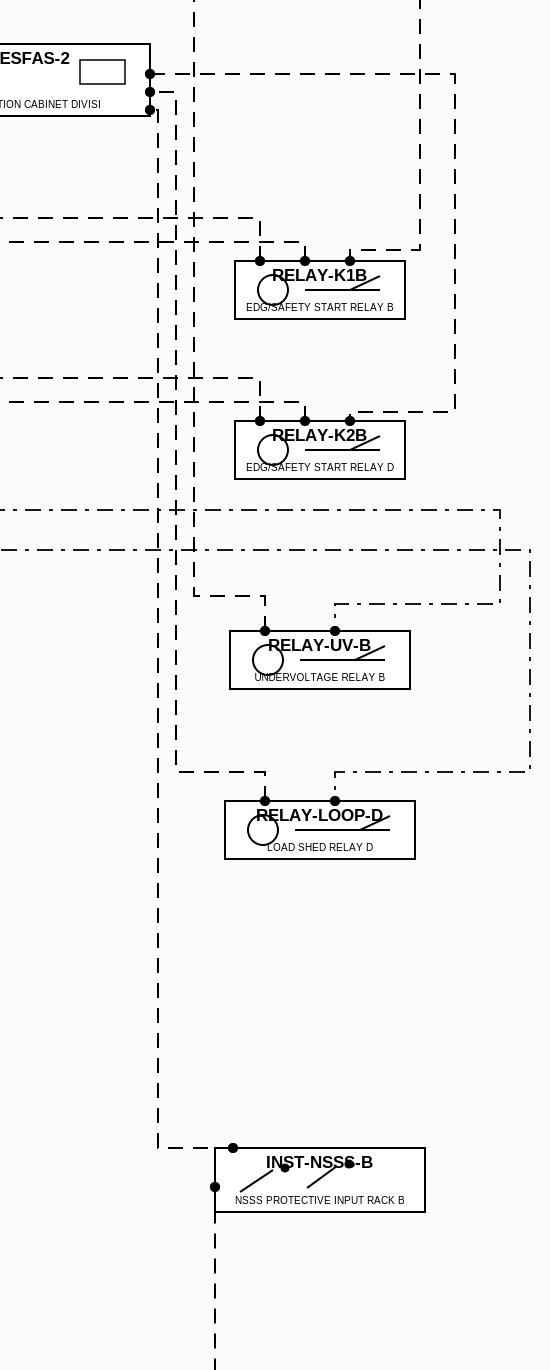 ESFAS-2
TION CABINET DIVISI
RELAY-K1B
EDG/SAFETY START RELAY B
RELAY-K2B
EDG/SAFETY START RELAY D
RELAY-UV-B
UNDERVOLTAGE RELAY B
RELAY-LOOP-D
LOAD SHED RELAY D
INST-NSSS-B
NSSS PROTECTIVE INPUT RACK B